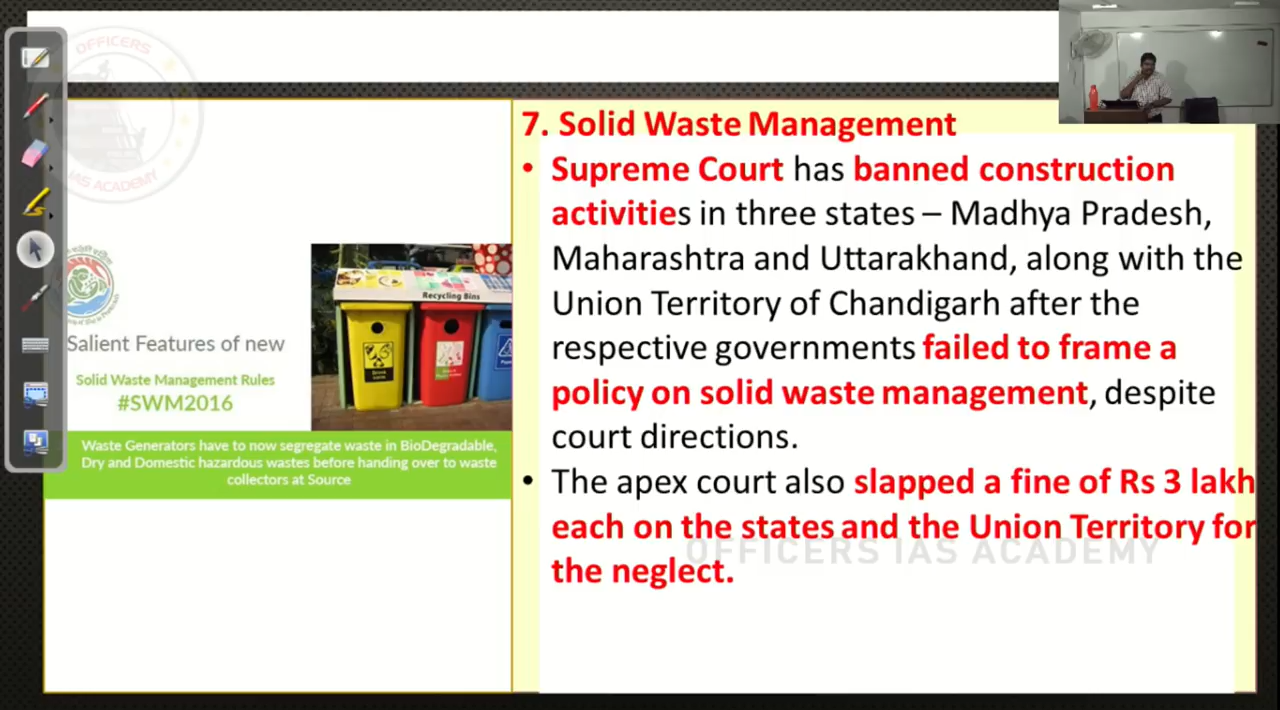 OFFICERS
IAS ACADEMY
7. Solid Waste Management
• Supreme Court has banned construction
activities in three states – Madhya Pradesh,
Maharashtra and Uttarakhand, along with the
Union Territory of Chandigarh after the
respective governments failed to frame a
policy on solid waste management, despite
court directions.
• The apex court also slapped a fine of Rs 3 lakh
each on the states and the Union Territory for
the neglect.
OFFICERS IAS ACADEMY
Recycling Bins
Salient Features of new
Solid Waste Management Rules
#SWM2016
Waste Generators have to now segregate waste in BioDegradable,
Dry and Domestic hazardous wastes before handing over to waste
collectors at Source